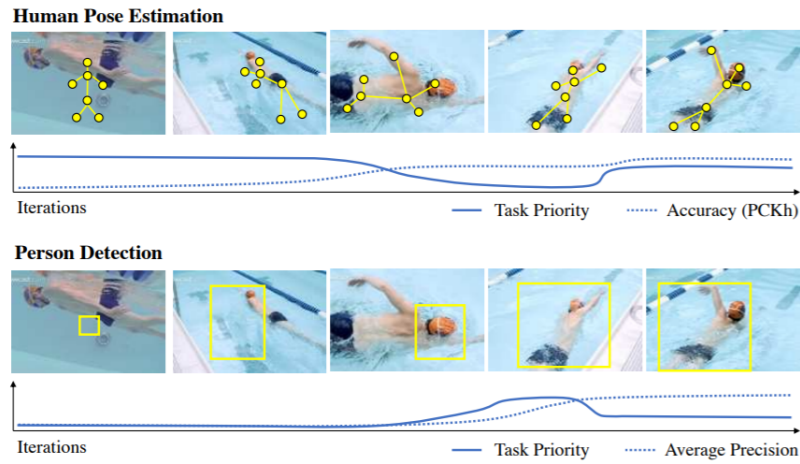 Human Pose Estimation
Iterations
Task Priority
Accuracy (PCKh)
Person Detection
Iterations
Task Priority
Average Precision